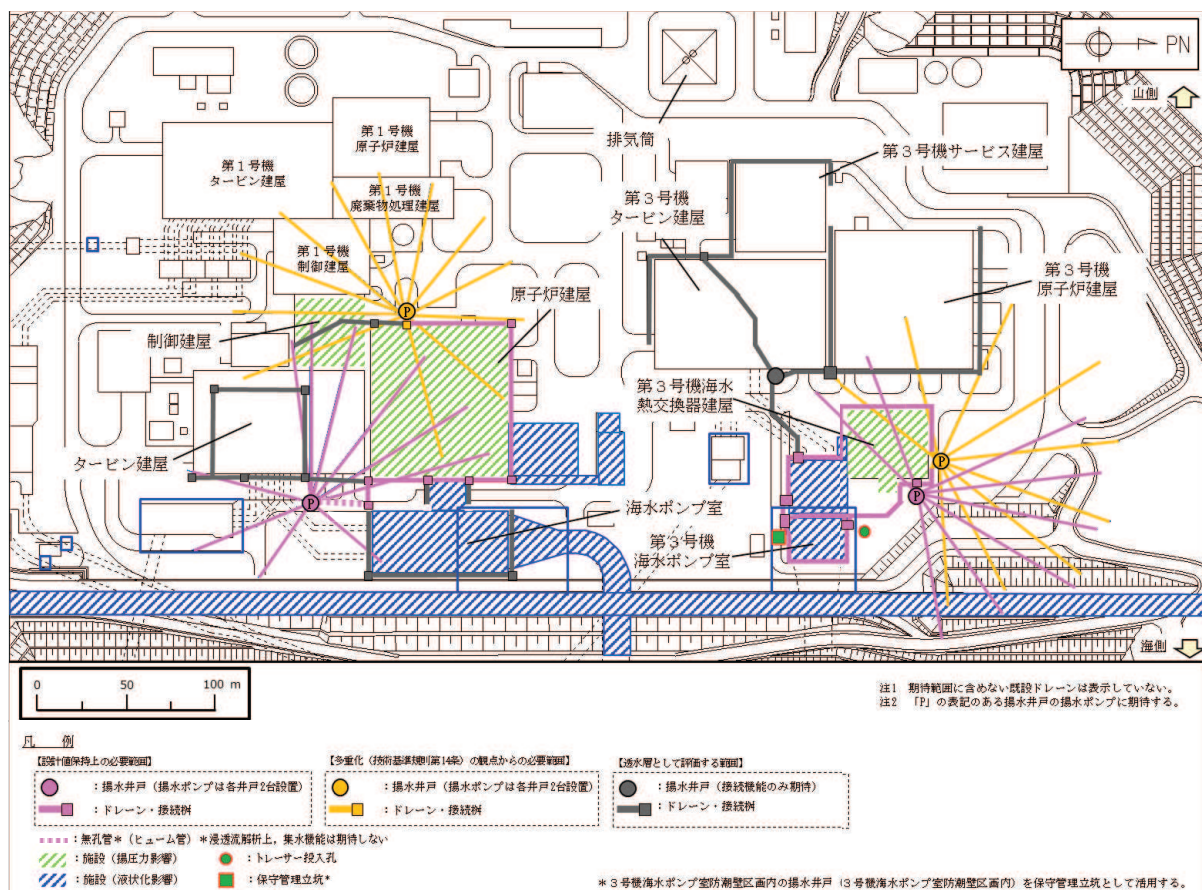 PN
山側
排気筒
第1号機
原子炉建屋
第1号機
タービン建屋
第1号機
廃棄物処理建屋
第1号機
制御建屋
第3号機サービス建屋
第3号機
タービン建屋
第3号機
原子炉建屋
原子炉建屋
制御建屋
P
タービン建屋
P
第3号機海水
熱交換器建屋
P
P
海水ポンプ室
第3号機
海水ポンプ室
海側
0 50 100 m
注1 期待範囲に含めない既設ドレーンは表示していない。
注2 「P」の表記のある揚水井戸の揚水ポンプに期待する。
凡 例
【設計値保持上の必要範囲】
:揚水井戸(揚水ポンプは各井戸2台設置)
:ドレーン・接続桝
【多重化(技術基準規則第14条)の観点からの必要範囲】
:揚水井戸(揚水ポンプは各井戸2台設置)
:ドレーン・接続桝
【透水層として評価する範囲】
:揚水井戸(接続機能のみ期待)
:ドレーン・接続桝
:無孔管*(ヒューム管) *浸透流解析上,集水機能は期待しない
:施設(揚圧力影響)
:トレーサー投入孔
:施設(液状化影響)
:保守管理立坑*
*3号機海水ポンプ室防潮壁区画内の揚水井戸(3号機海水ポンプ室防潮壁区画内)を保守管理立坑として活用する。